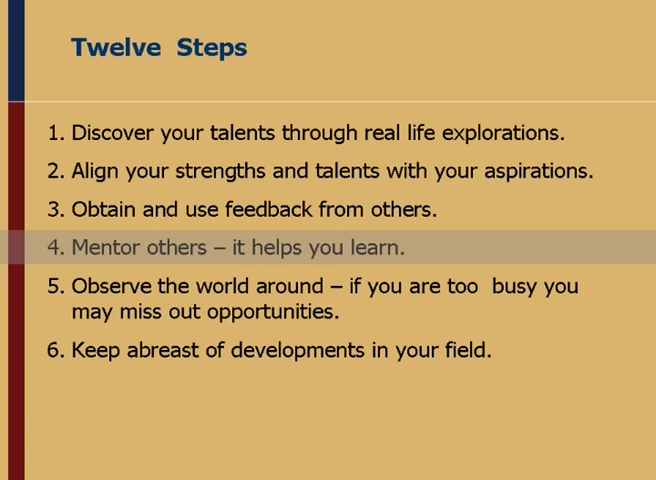 Twelve Steps
1. Discover your talents through real life explorations.
2. Align your strengths and talents with your aspirations.
3. Obtain and use feedback from others.
4. Mentor others – it helps you learn.
5. Observe the world around – if you are too busy you
may miss out opportunities.
6. Keep abreast of developments in your field.